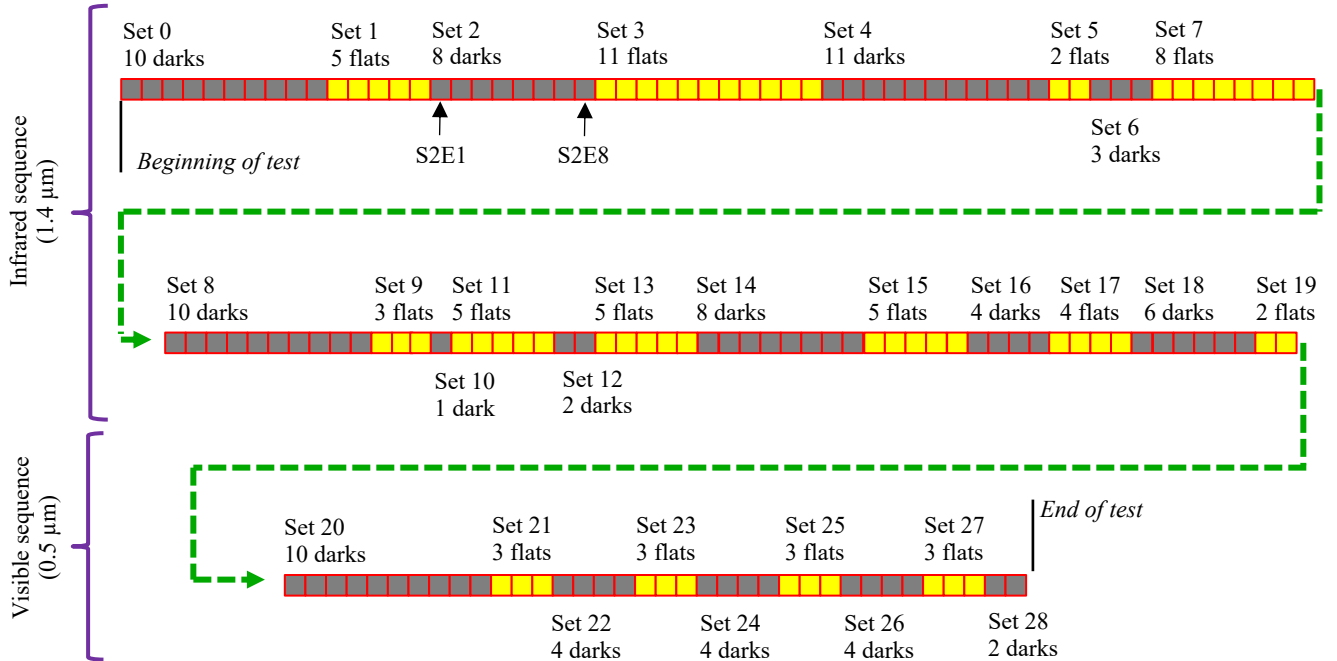 Infrared sequence
(1.4 µm)
Set 0
10 darks
Set 1
5 flats
Set 2
8 darks
Set 3
11 flats
Set 4
11 darks
Set 5
2 flats
Set 7
8 flats
Beginning of test
S2E1
S2E8
Set 6
3 darks
Set 8
10 darks
Set 9
3 flats
Set 11
5 flats
Set 13
5 flats
Set 14
8 darks
Set 15
5 flats
Set 16
4 darks
Set 17
4 flats
Set 18
6 darks
Set 19
2 flats
Set 10
1 dark
Set 12
2 darks
Visible sequence
(0.5 µm)
Set 20
10 darks
Set 21
3 flats
Set 23
3 flats
Set 25
3 flats
Set 27
3 flats
End of test
Set 22
4 darks
Set 24
4 darks
Set 26
4 darks
Set 28
2 darks